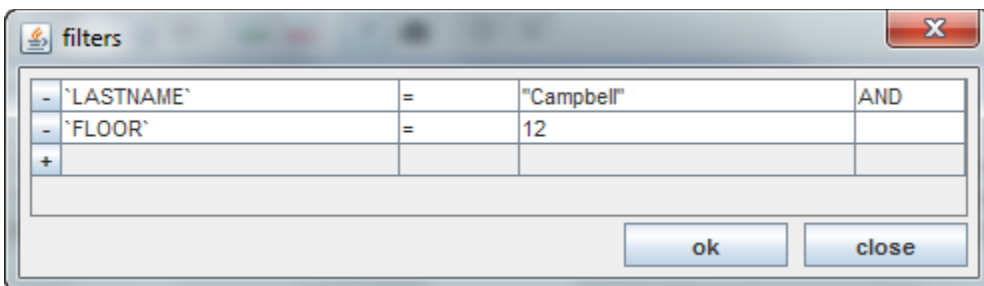 filters
- `LASTNAME` = "Campbell" AND
- `FLOOR` = 12
+
ok close